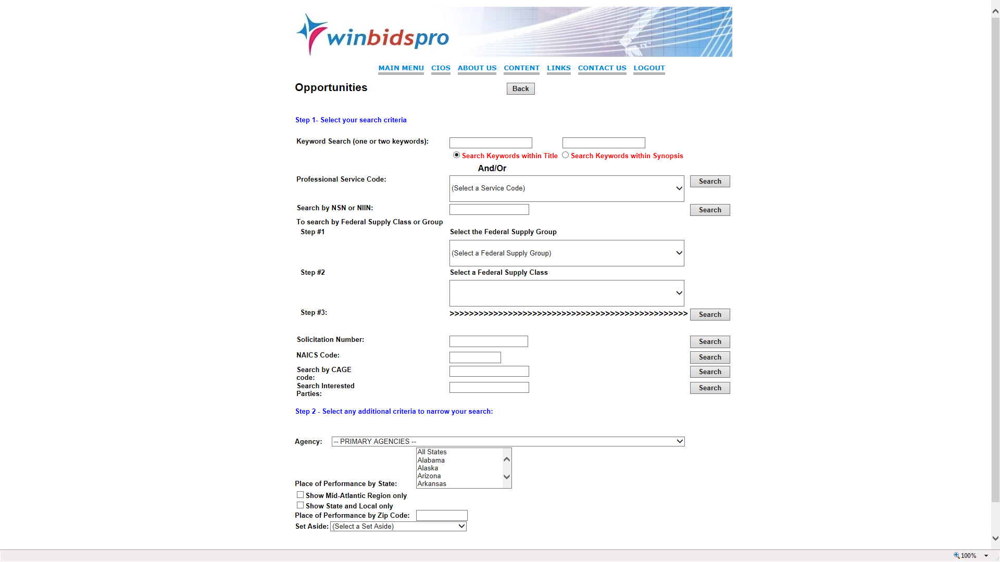 winbidspro
MAIN MENU CIOS ABOUT US CONTENT LINKS CONTACT US LOGOUT
Opportunities Back
Step 1- Select your search criteria
Keyword Search (one or two keywords):
Search Keywords within Title Search Keywords within Synopsis
And/Or
Professional Service Code: (Select a Service Code) Search
Search by NSN or NIIN: Search
To search by Federal Supply Class or Group
Step #1 Select the Federal Supply Group
(Select a Federal Supply Group)
Step #2 Select a Federal Supply Class
Step #3: >>>>>>>>>>>>>>>>>>>>>>>>>>>>>>>>>>>>>>>>>>>>>>>>> Search
Solicitation Number: Search
NAICS Code: Search
Search by CAGE code: Search
Search Interested Parties: Search
Step 2 - Select any additional criteria to narrow your search:
Agency: -- PRIMARY AGENCIES --
All States
Alabama
Alaska
Arizona
Arkansas
Place of Performance by State:
Show Mid-Atlantic Region only
Show State and Local only
Place of Performance by Zip Code:
Set Aside: (Select a Set Aside)
100%